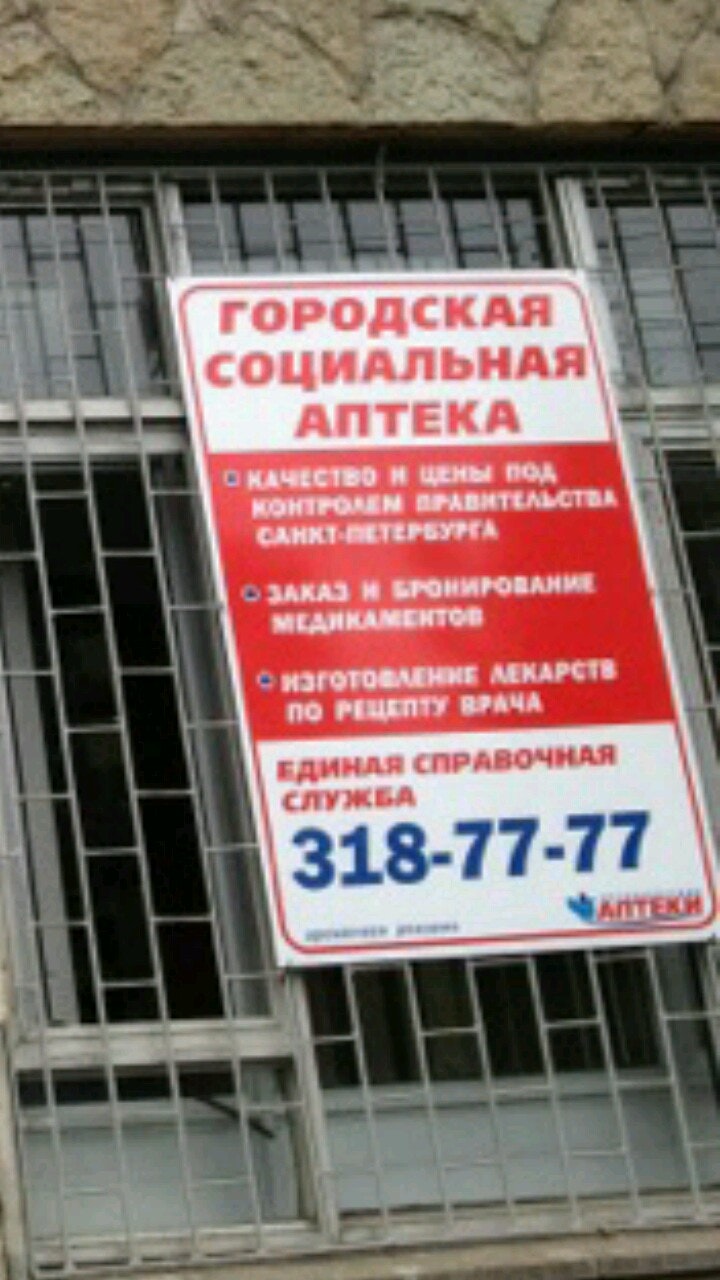 ГОРОДСКАЯ
СОЦИАЛЬНАЯ
АПТЕКА
КАЧЕСТВО И ЦЕНЫ ПОД
КОНТРОЛЕМ ПРАВИТЕЛЬСТВА
САНКТ-ПЕТЕРБУРГА
ЗАКАЗ И БРОНИРОВАНИЕ
МЕДИКАМЕНТОВ
ИЗГОТОВЛЕНИЕ ЛЕКАРСТВ
ПО РЕЦЕПТУ ВРАЧА
ЕДИНАЯ СПРАВОЧНАЯ
СЛУЖБА
318-77-77
АПТЕКИ